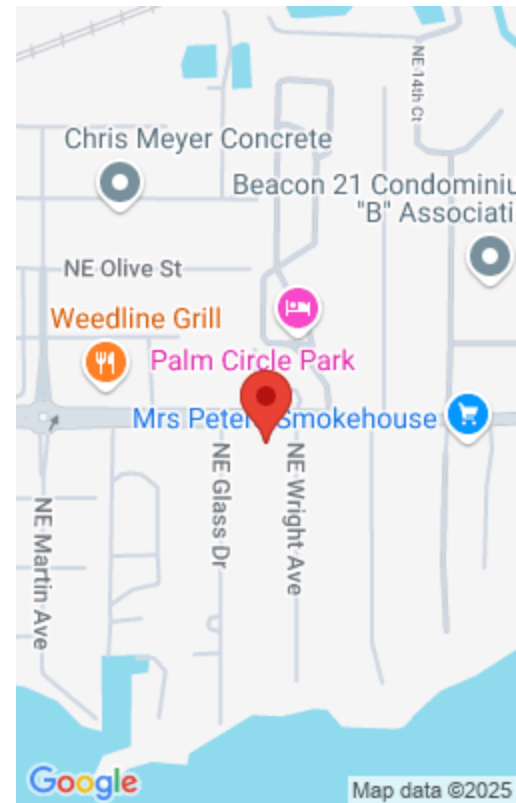 NE 14th Ct
Chris Meyer Concrete
Beacon 21 Condominiu
"B" Associati
NE Olive St
Weedline Grill
Palm Circle Park
Mrs Peter Smokehouse
NE Glass Dr
NE Wright Ave
NE Martin Ave
Google
Map data ©2025